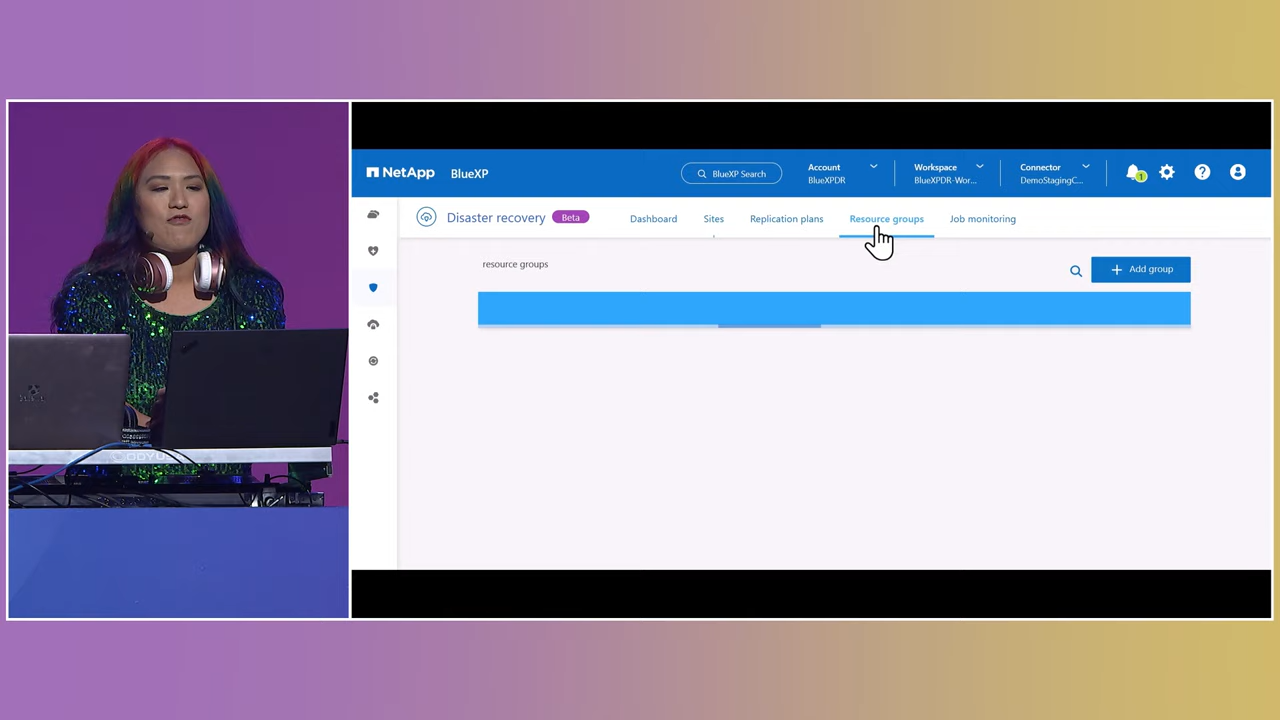 NetApp BlueXP
BlueXP Search
Account
BlueXPDR
Workspace
BlueXPDR-Wor...
Connector
DemoStagingC...
1
Disaster recovery Beta
Dashboard
Sites
Replication plans
Resource groups
Job monitoring
resource groups
Add group